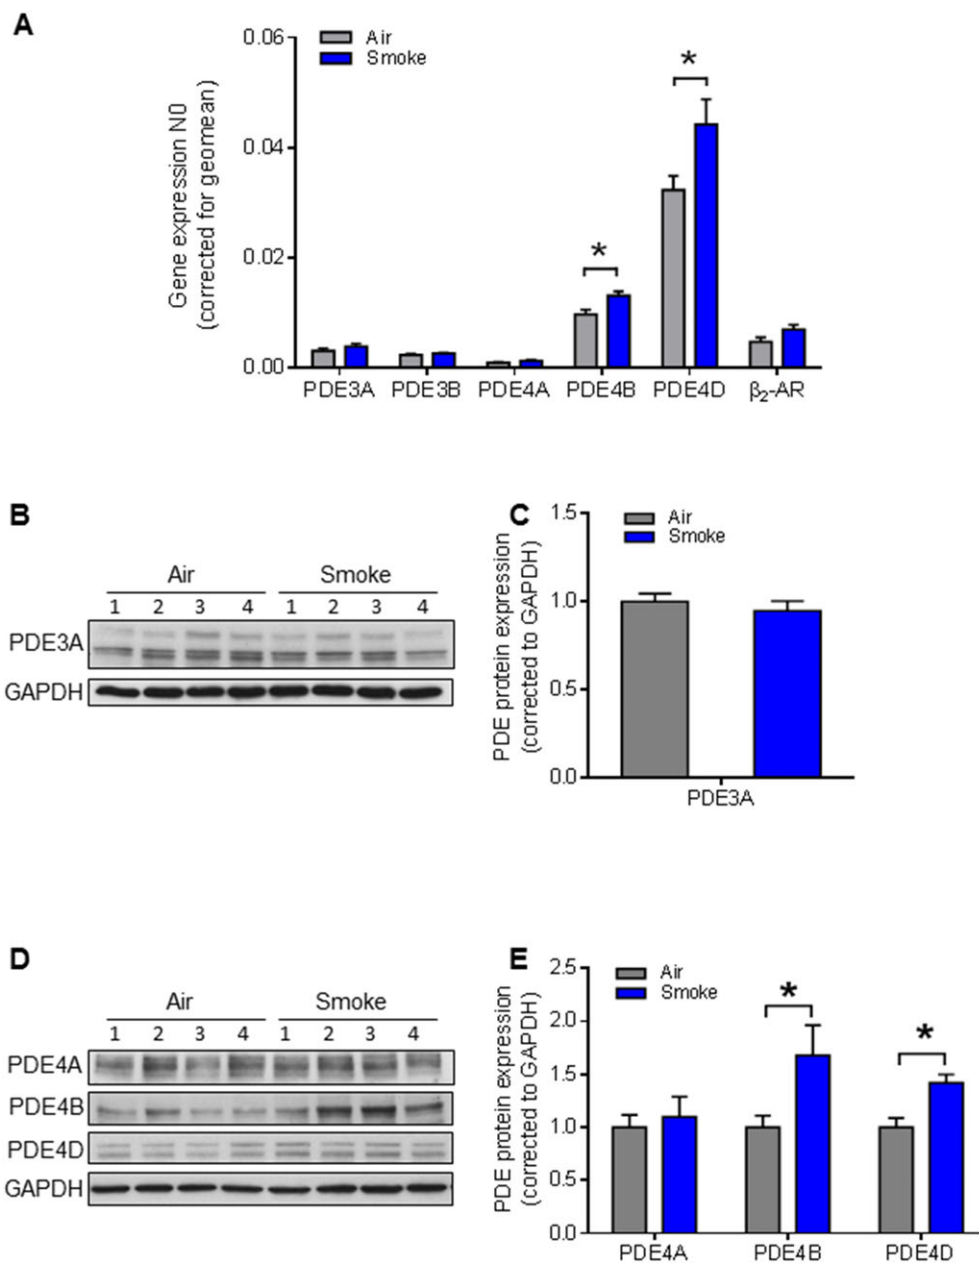 A
Gene expression N0
(corrected for geomean)
0.06
0.04
0.02
0.00
Air
Smoke
*
*
PDE3A PDE3B PDE4A PDE4B PDE4D β₂-AR
B
Air Smoke
1 2 3 4 1 2 3 4
PDE3A
GAPDH
C
PDE protein expression
(corrected to GAPDH)
1.5
1.0
0.5
0.0
Air
Smoke
PDE3A
D
Air Smoke
1 2 3 4 1 2 3 4
PDE4A
PDE4B
PDE4D
GAPDH
E
PDE protein expression
(corrected to GAPDH)
2.5
2.0
1.5
1.0
0.5
0.0
Air
Smoke
*
*
PDE4A PDE4B PDE4D